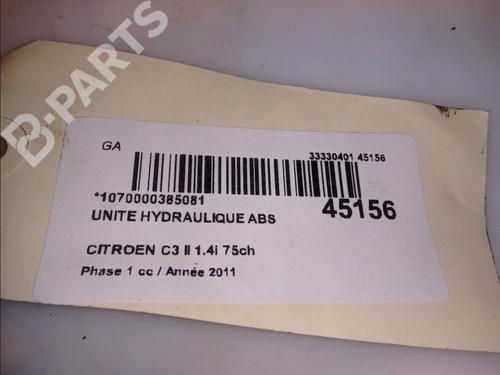 B-PARTS
GA
33330401 45156
*1070000385081
45156
UNITE HYDRAULIQUE ABS
CITROEN C3 II 1.4i 75ch
Phase 1 cc / Année 2011